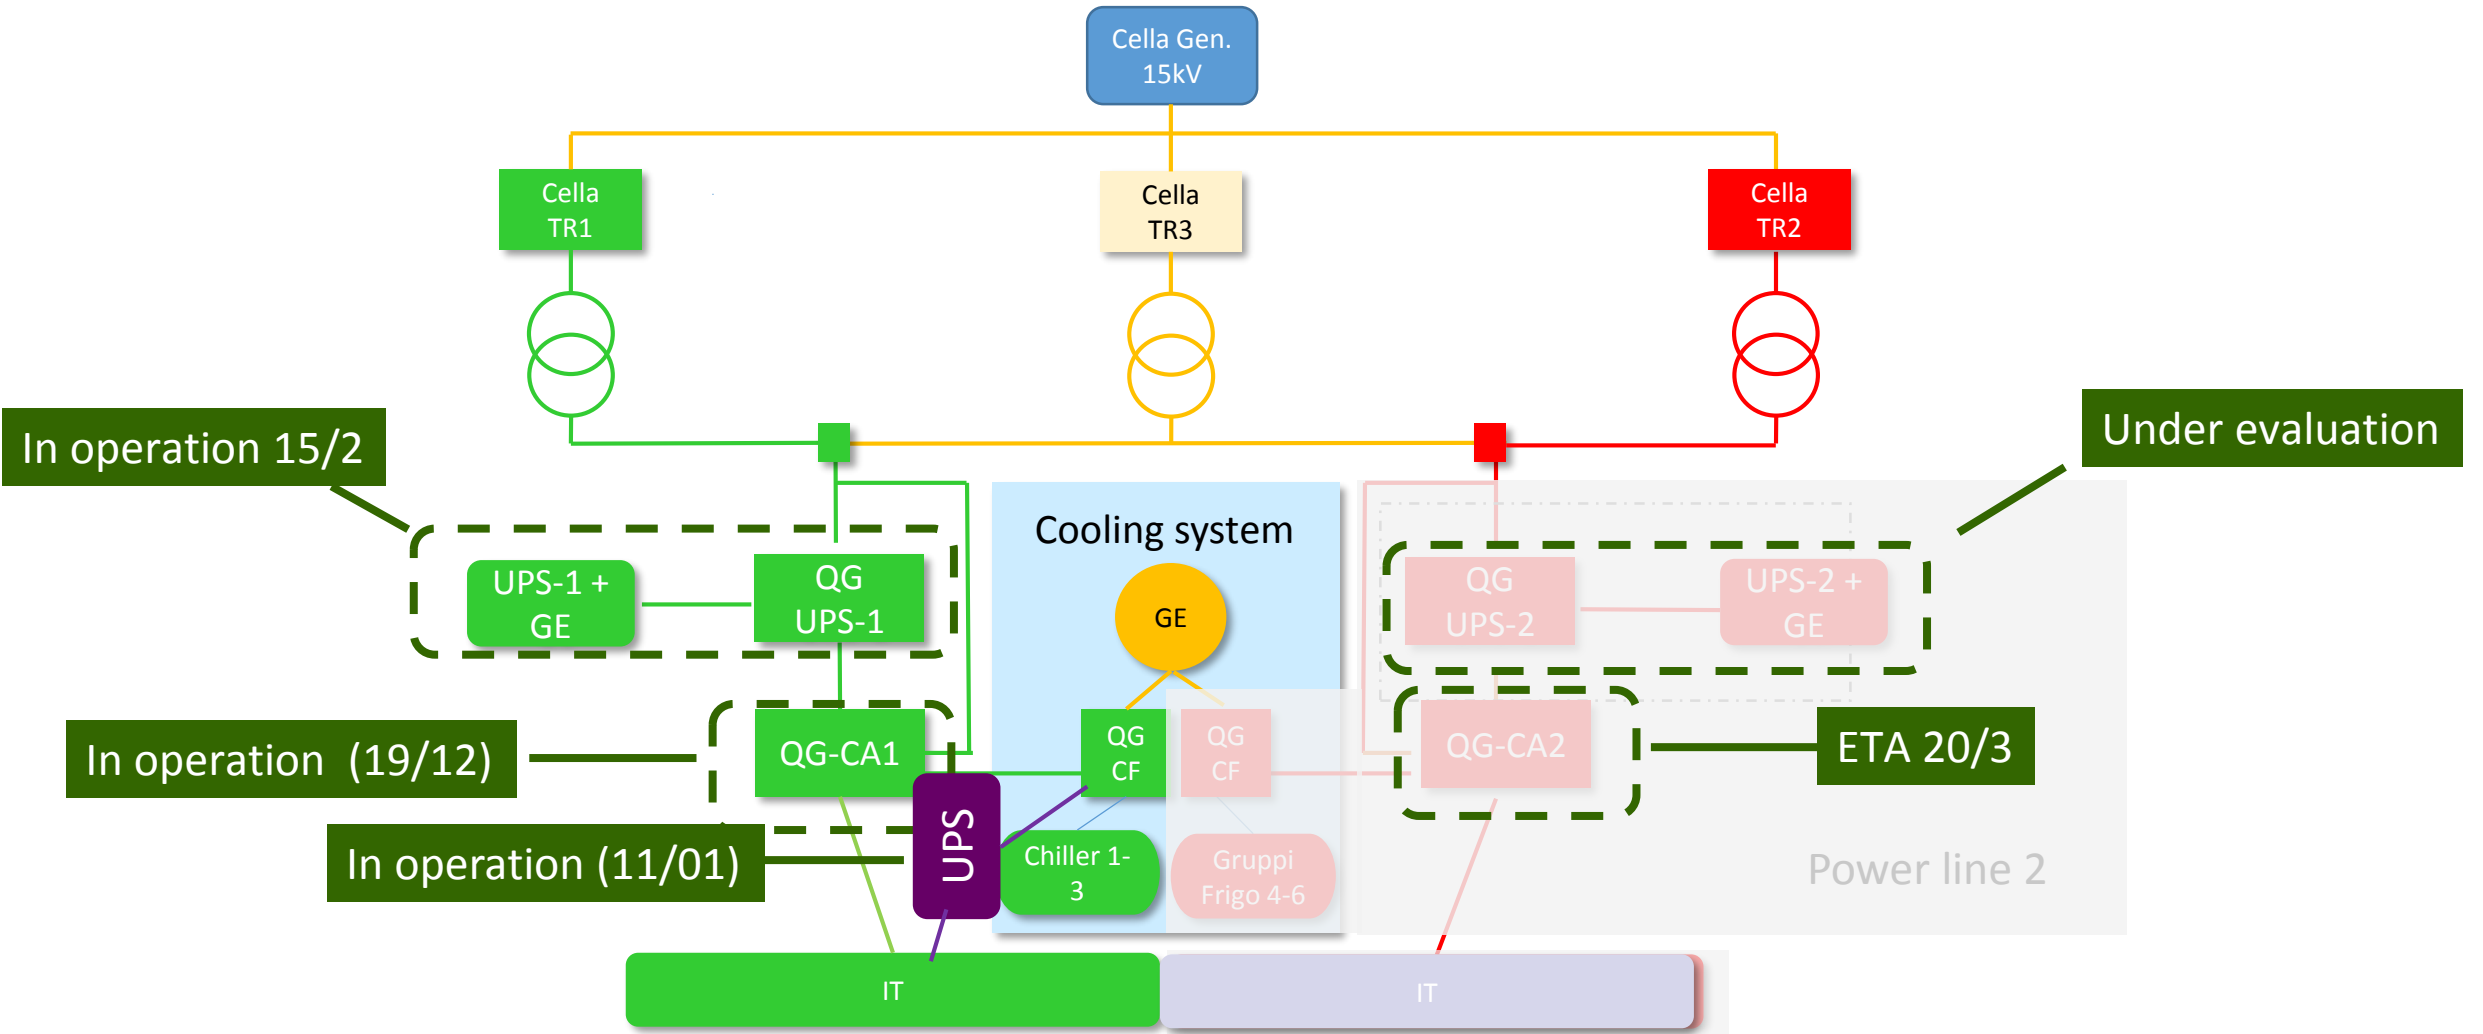 Cella Gen.
15kV
Cella
TR1
Cella
TR3
Cella
TR2
In operation 15/2
Under evaluation
Cooling system
UPS-1 +
GE
QG
UPS-1
GE
QG
UPS-2
UPS-2 +
GE
In operation  (19/12)
QG-CA1
QG
CF
QG
CF
QG-CA2
ETA 20/3
In operation (11/01)
UPS
Chiller 1-
3
Gruppi
Frigo 4-6
Power line 2
IT
IT